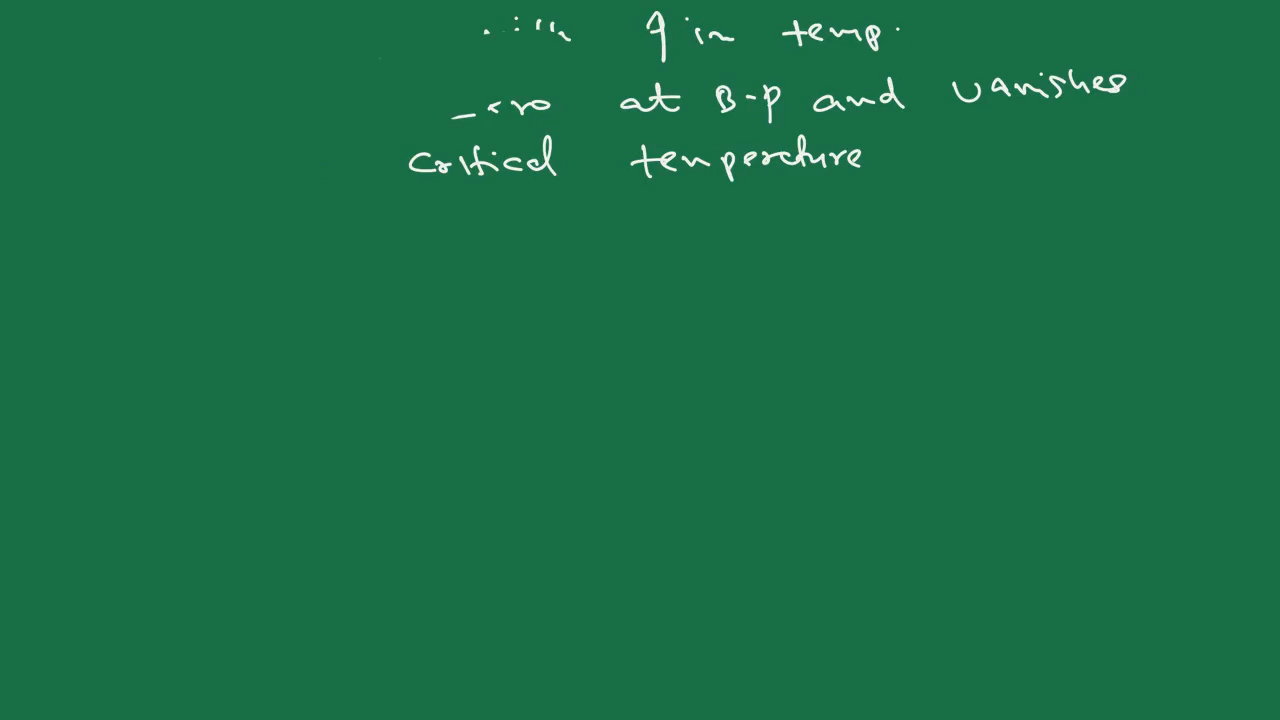 ↑ in temp.
at B-p and vanishes
critical temperature